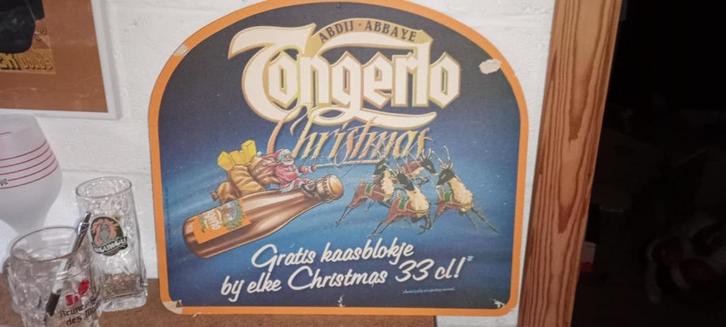 ABDIJ · ABBAYE
Tongerlo
Christmas
Gratis kaasblokje
bij elke Christmas 33 cl!*